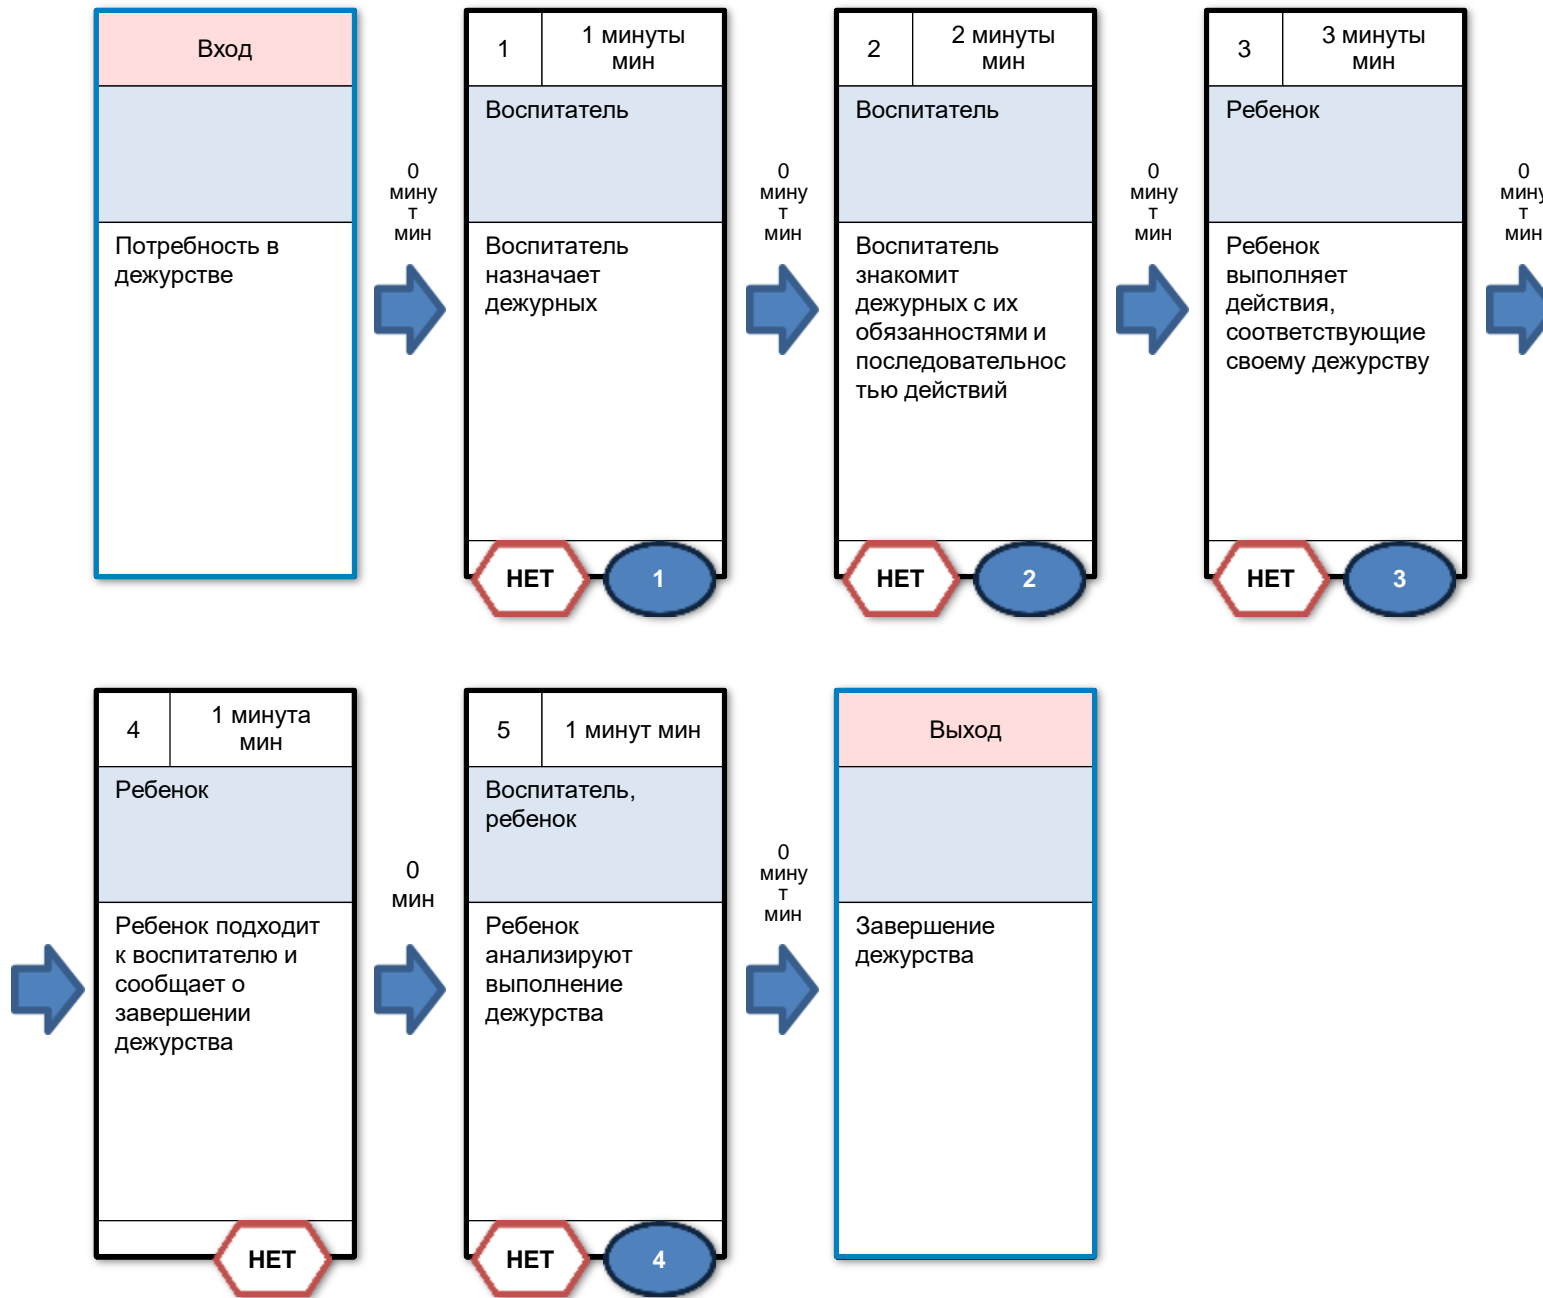 Вход
Потребность в
дежурстве
0
мину
т
мин
1
1 минуты
мин
Воспитатель
Воспитатель
назначает
дежурных
НЕТ
1
0
мину
т
мин
2
2 минуты
мин
Воспитатель
Воспитатель
знакомит
дежурных с их
обязанностями и
последовательнос
тью действий
НЕТ
2
0
мину
т
мин
3
3 минуты
мин
Ребенок
Ребенок
выполняет
действия,
соответствующие
своему дежурству
НЕТ
3
0
мину
т
мин
4
1 минута
мин
Ребенок
Ребенок подходит
к воспитателю и
сообщает о
завершении
дежурства
НЕТ
0
мин
5
1 минут мин
Воспитатель,
ребенок
Ребенок
анализируют
выполнение
дежурства
НЕТ
4
0
мину
т
мин
Выход
Завершение
дежурства